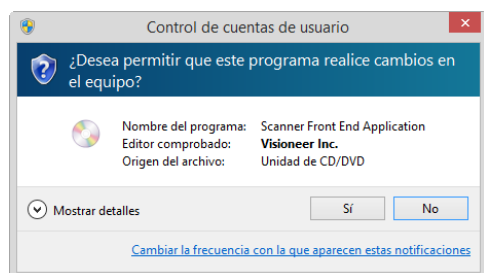 Control de cuentas de usuario
¿Desea permitir que este programa realice cambios en
el equipo?
Nombre del programa: Scanner Front End Application
Editor comprobado: Visioneer Inc.
Origen del archivo: Unidad de CD/DVD
Mostrar detalles Sí No
Cambiar la frecuencia con la que aparecen estas notificaciones